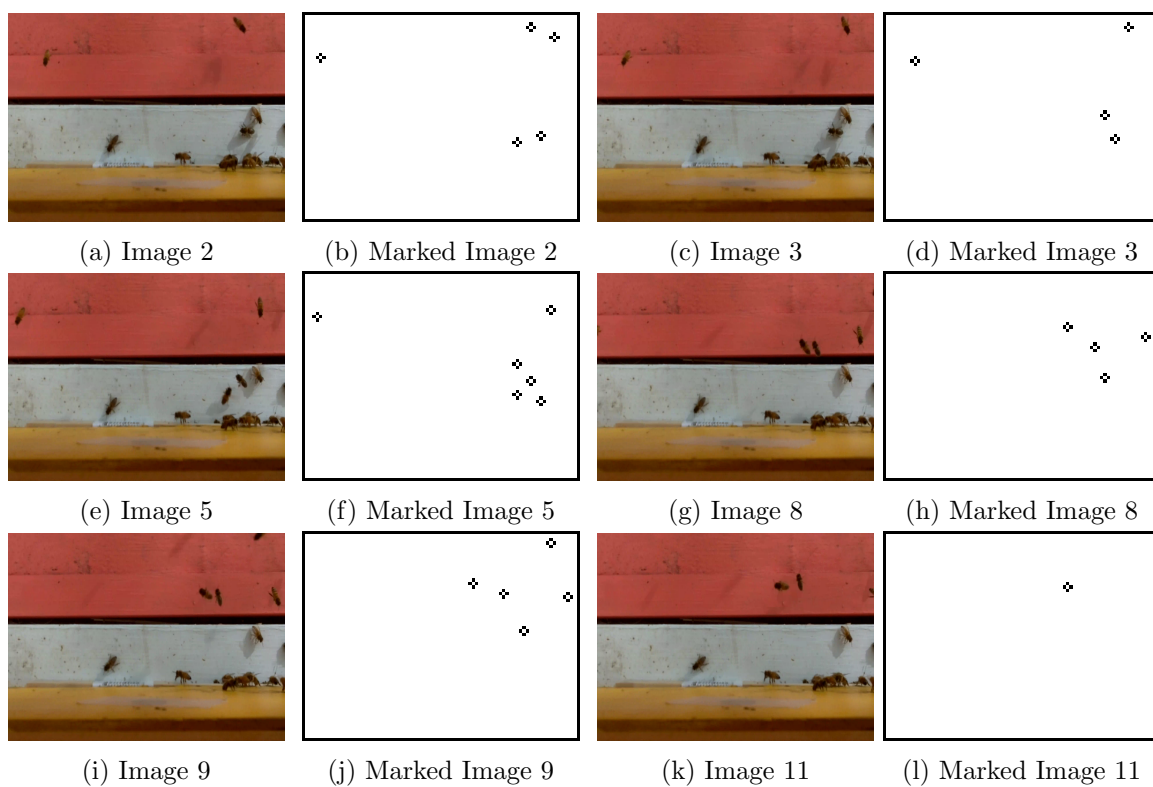 (a) Image 2 (b) Marked Image 2 (c) Image 3 (d) Marked Image 3
(e) Image 5 (f) Marked Image 5 (g) Image 8 (h) Marked Image 8
(i) Image 9 (j) Marked Image 9 (k) Image 11 (l) Marked Image 11